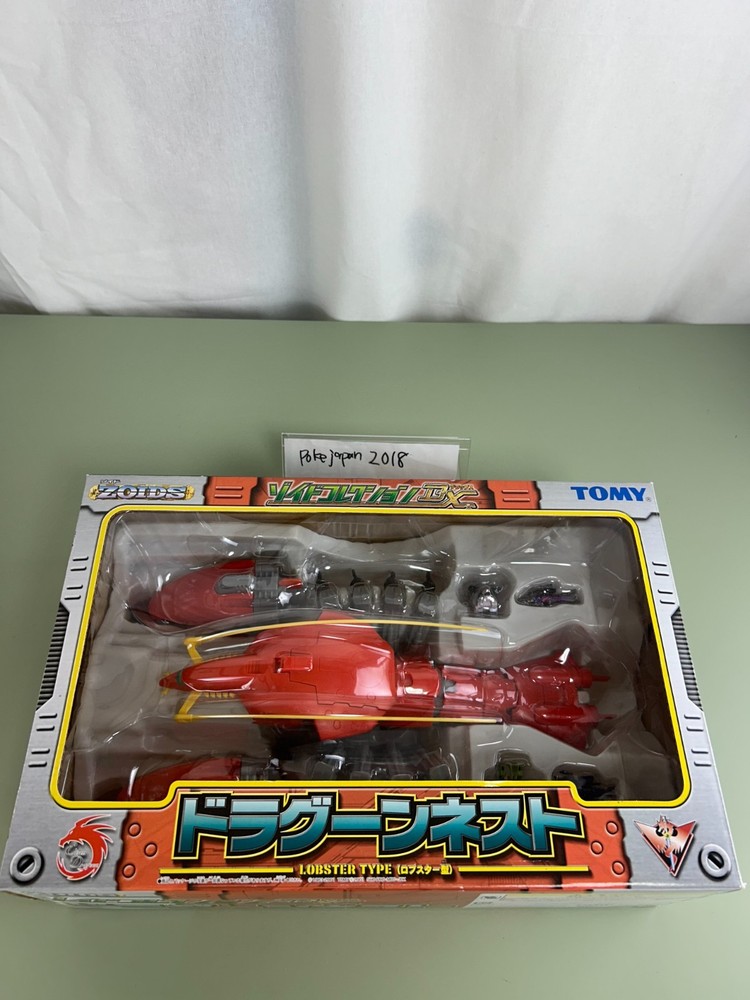 Pokejapan 2018
ZOIDS
ゾイドコレクションDX
TOMY
ドラグーンネスト
LOBSTER TYPE (ロブスター型)